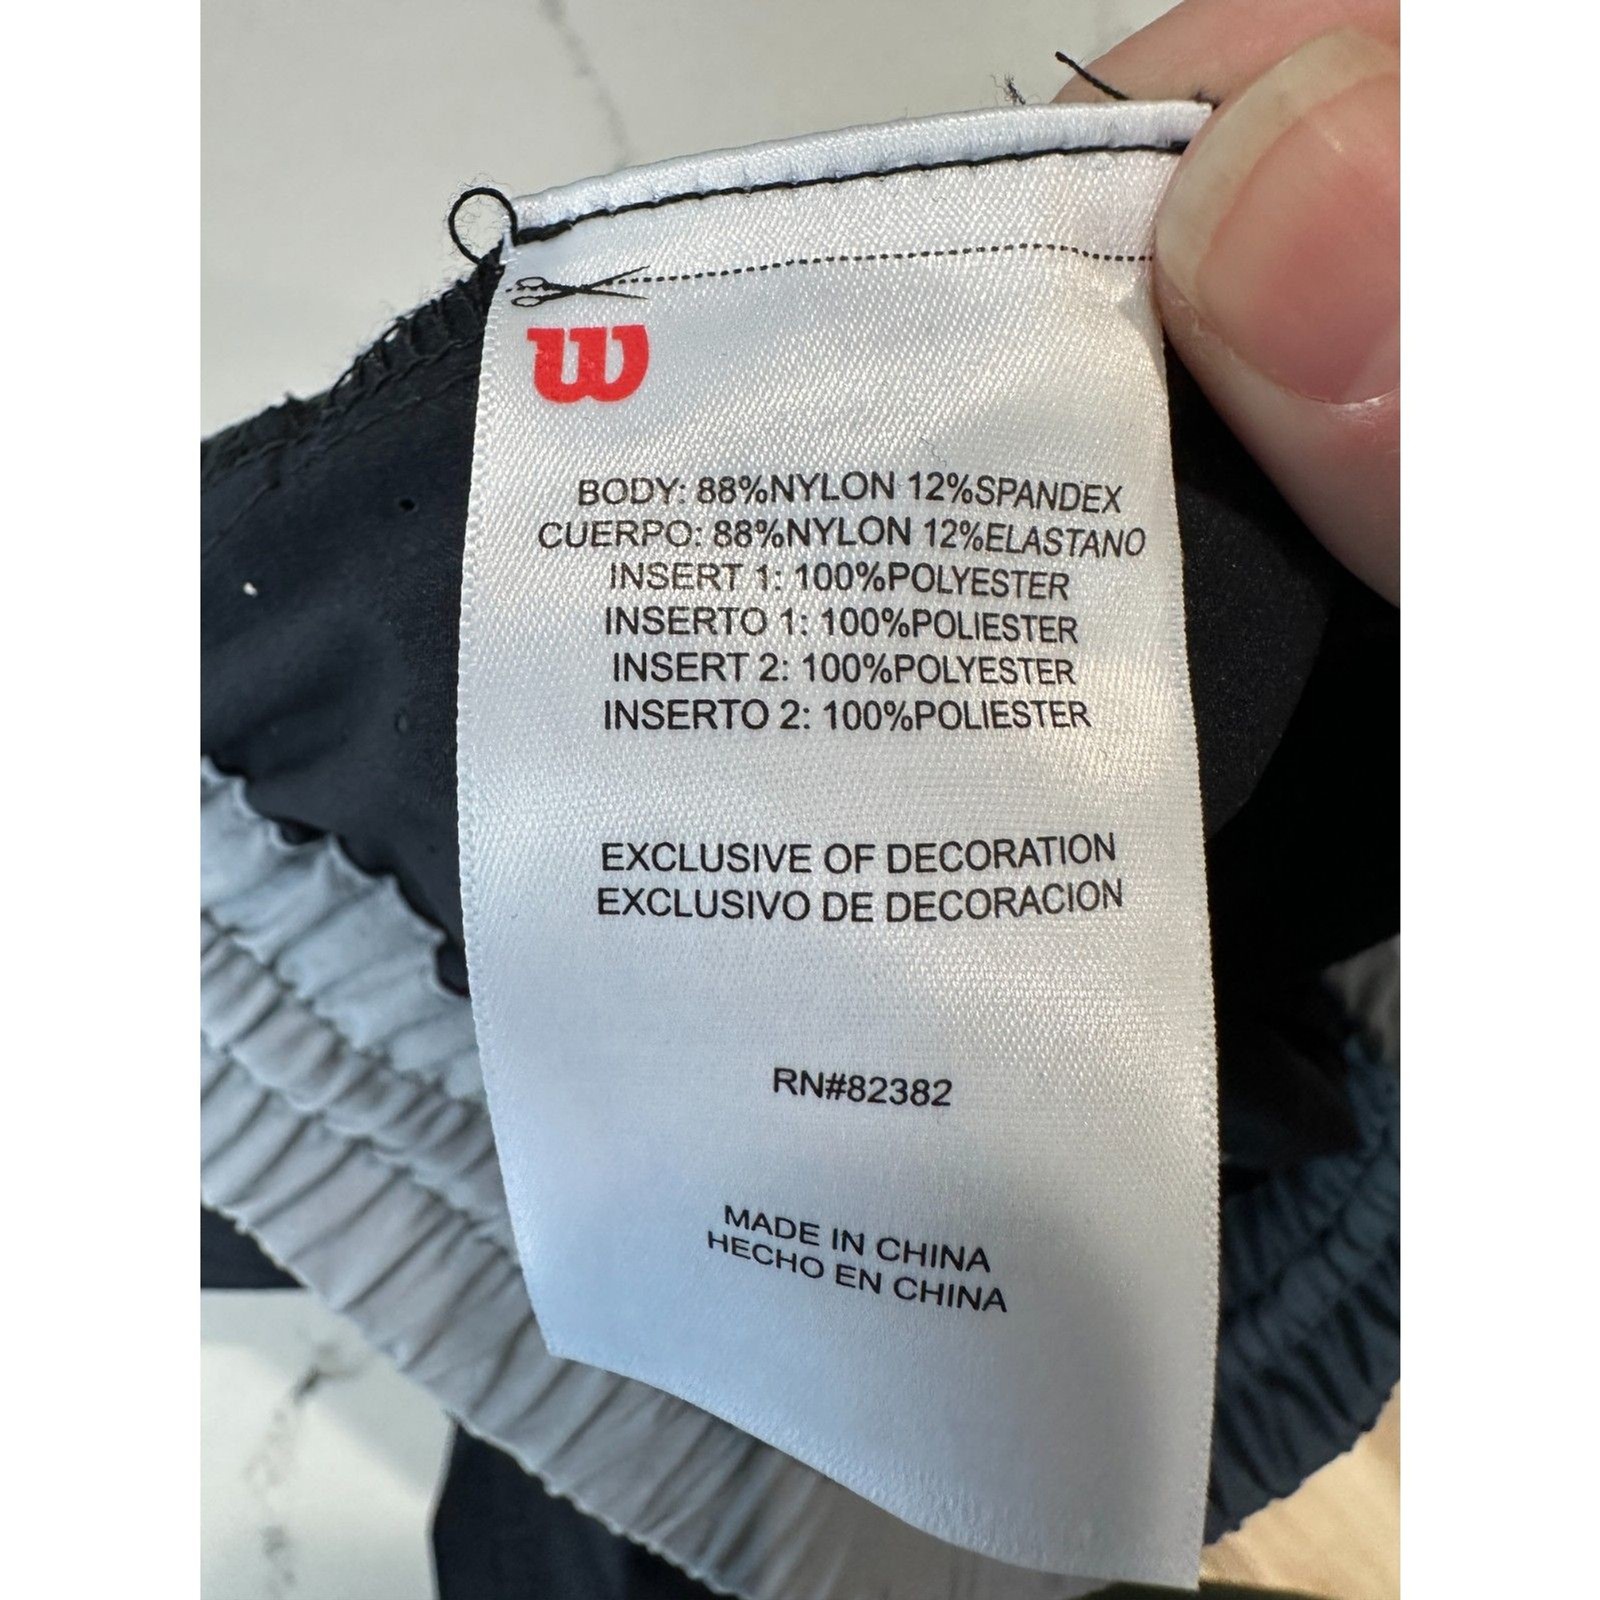 W
BODY: 88%NYLON 12%SPANDEX
CUERPO: 88%NYLON 12%ELASTANO
INSERT 1: 100%POLYESTER
INSERTO 1: 100%POLIESTER
INSERT 2: 100%POLYESTER
INSERTO 2: 100%POLIESTER
EXCLUSIVE OF DECORATION
EXCLUSIVO DE DECORACION
RN#82382
MADE IN CHINA
HECHO EN CHINA